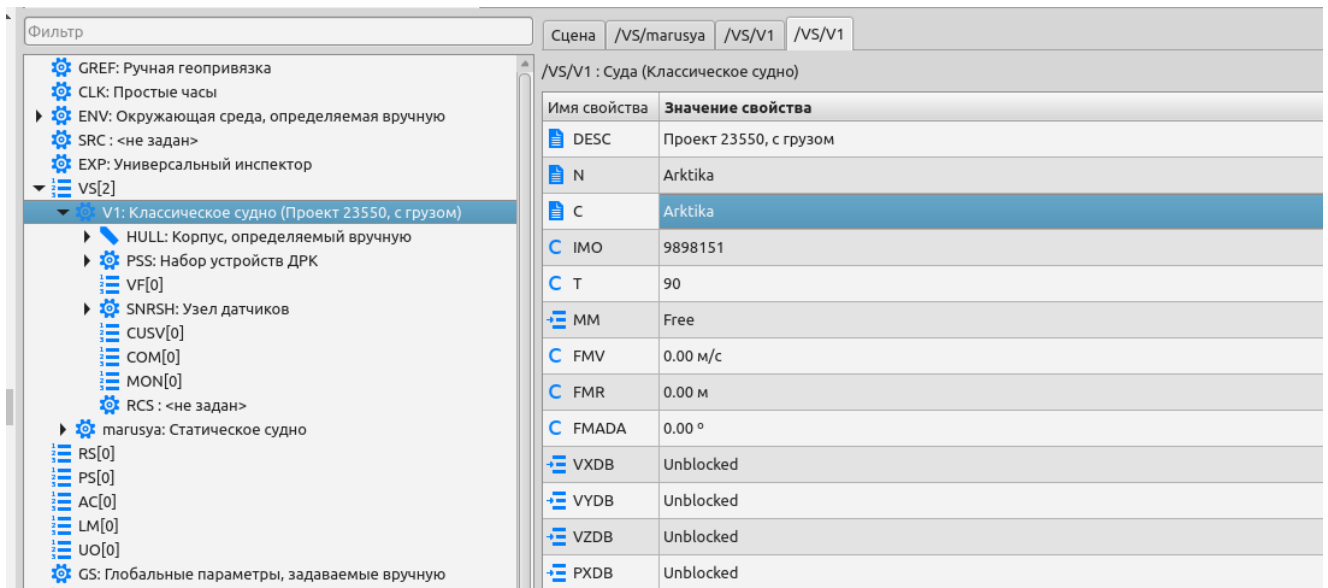 Фильтр
GREF: Ручная геопривязка
CLK: Простые часы
ENV: Окружающая среда, определяемая вручную
SRC : <не задан>
EXP: Универсальный инспектор
VS[2]
V1: Классическое судно (Проект 23550, с грузом)
HULL: Корпус, определяемый вручную
PSS: Набор устройств ДРК
VF[0]
SNRSH: Узел датчиков
CUSV[0]
COM[0]
MON[0]
RCS : <не задан>
marusya: Статическое судно
RS[0]
PS[0]
AC[0]
LM[0]
UO[0]
GS: Глобальные параметры, задаваемые вручную
Сцена /VS/marusya /VS/V1 /VS/V1
/VS/V1 : Суда (Классическое судно)
Имя свойства Значение свойства
DESC Проект 23550, с грузом
N Arktika
C Arktika
C IMO 9898151
C T 90
MM Free
C FMV 0.00 м/с
C FMR 0.00 м
C FMADA 0.00 º
VXDB Unblocked
VYDB Unblocked
VZDB Unblocked
PXDB Unblocked